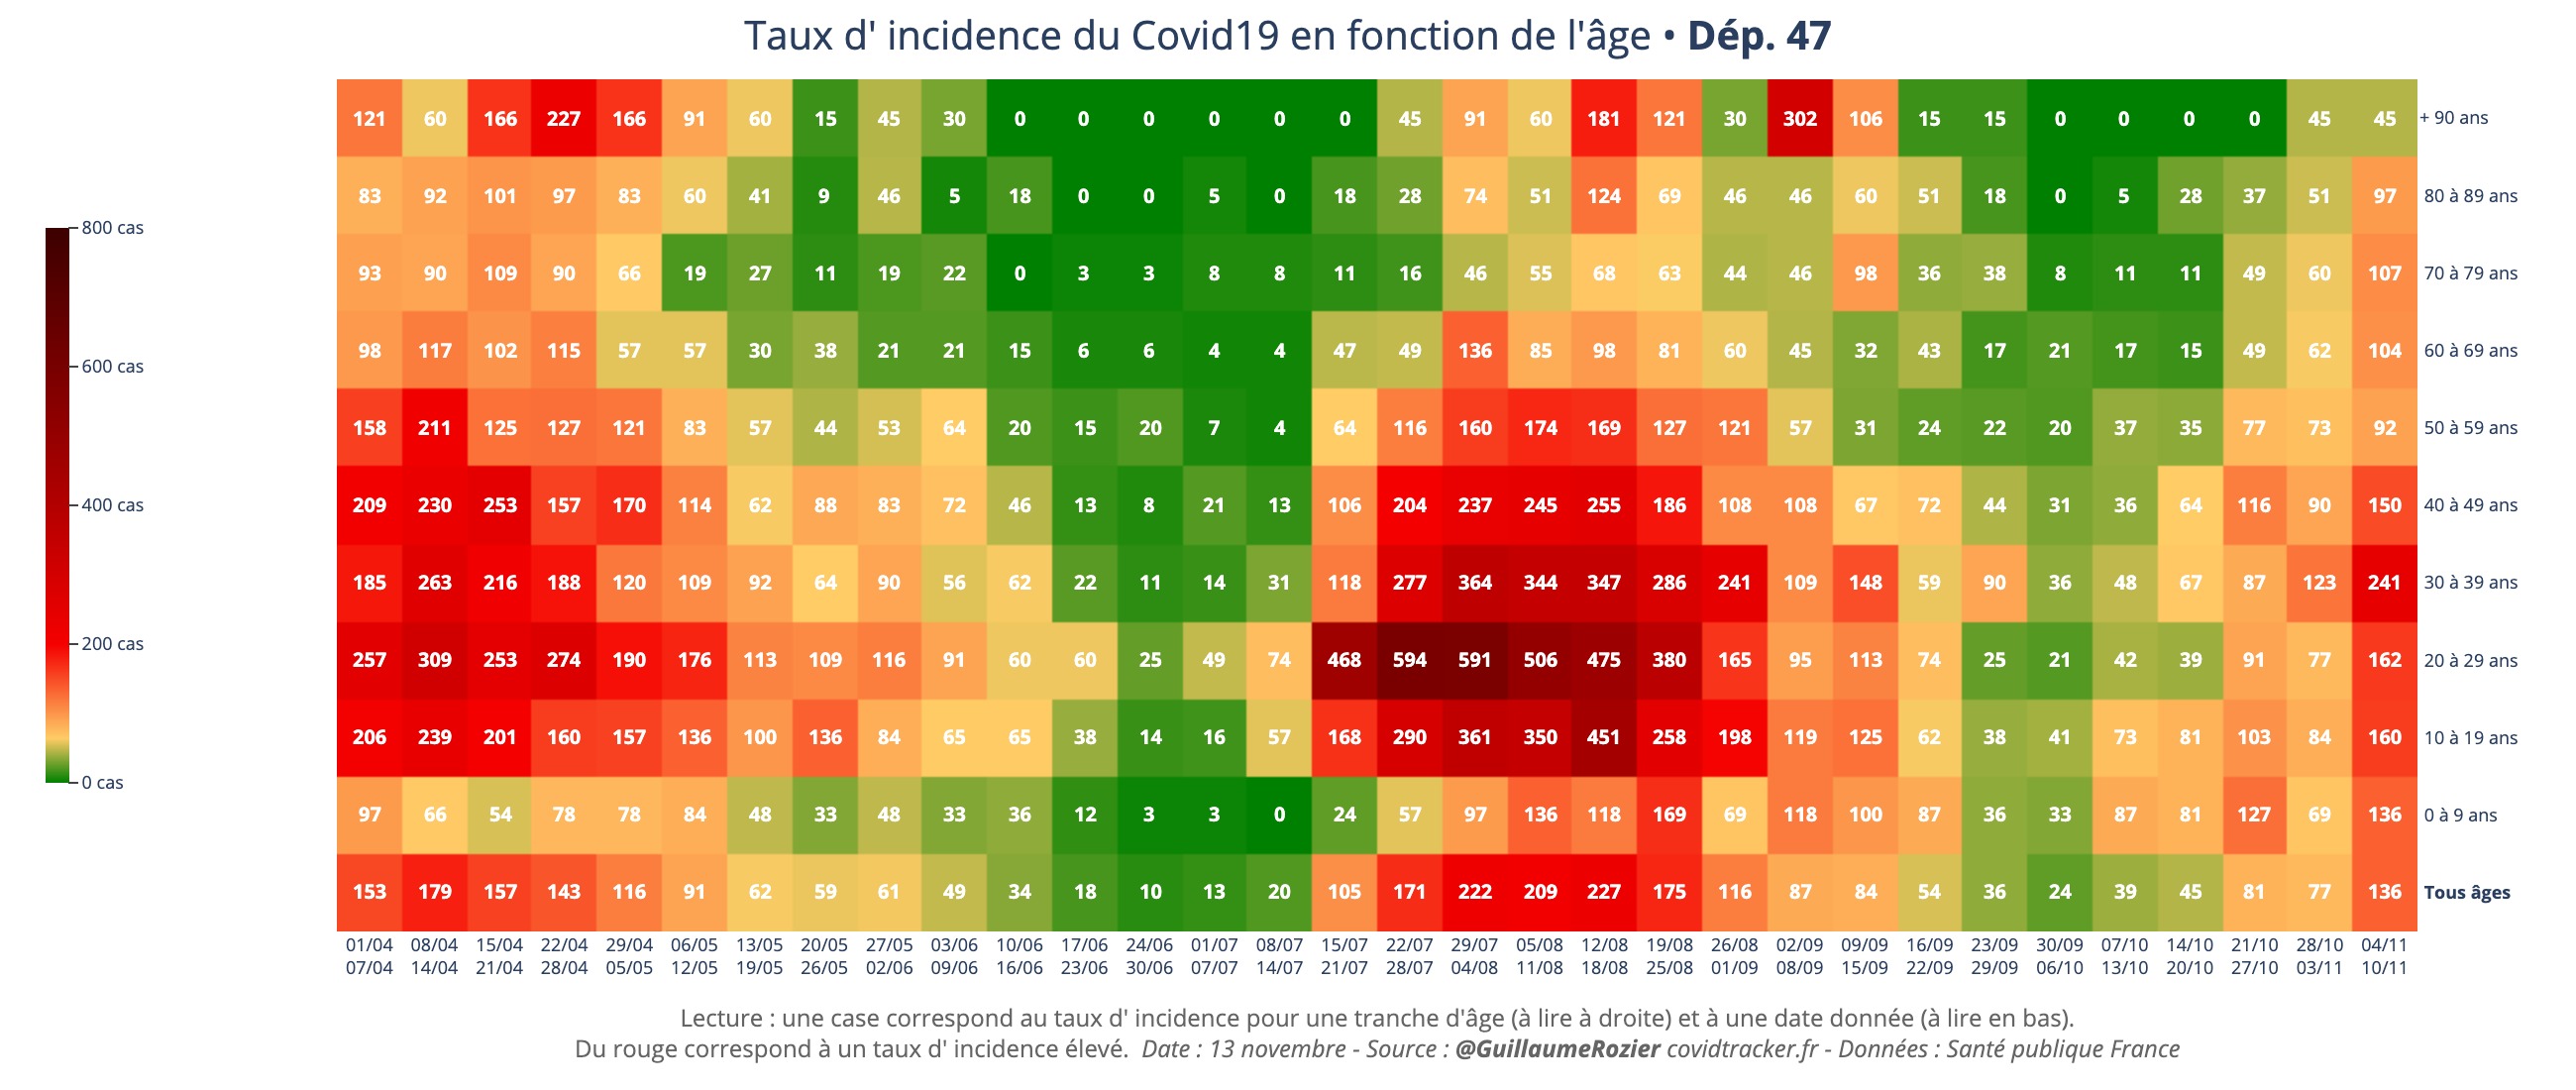 Taux d' incidence du Covid19 en fonction de l'âge • Dép. 47
121 60 166 227 166 91 60 15 45 30 0 0 0 0 0 0 45 91 60 181 121 30 302 106 15 15 0 0 0 0 45 45 + 90 ans
83 92 101 97 83 60 41 9 46 5 18 0 0 5 0 18 28 74 51 124 69 46 46 60 51 18 0 5 28 37 51 97 80 à 89 ans
800 cas
93 90 109 90 66 19 27 11 19 22 0 3 3 8 8 11 16 46 55 68 63 44 46 98 36 38 8 11 11 49 60 107 70 à 79 ans
98 117 102 115 57 57 30 38 21 21 15 6 6 4 4 47 49 136 85 98 81 60 45 32 43 17 21 17 15 49 62 104 60 à 69 ans
600 cas
158 211 125 127 121 83 57 44 53 64 20 15 20 7 4 64 116 160 174 169 127 121 57 31 24 22 20 37 35 77 73 92 50 à 59 ans
400 cas
209 230 253 157 170 114 62 88 83 72 46 13 8 21 13 106 204 237 245 255 186 108 108 67 72 44 31 36 64 116 90 150 40 à 49 ans
185 263 216 188 120 109 92 64 90 56 62 22 11 14 31 118 277 364 344 347 286 241 109 148 59 90 36 48 67 87 123 241 30 à 39 ans
200 cas
257 309 253 274 190 176 113 109 116 91 60 60 25 49 74 468 594 591 506 475 380 165 95 113 74 25 21 42 39 91 77 162 20 à 29 ans
206 239 201 160 157 136 100 136 84 65 65 38 14 16 57 168 290 361 350 451 258 198 119 125 62 38 41 73 81 103 84 160 10 à 19 ans
0 cas
97 66 54 78 78 84 48 33 48 33 36 12 3 3 0 24 57 97 136 118 169 69 118 100 87 36 33 87 81 127 69 136 0 à 9 ans
153 179 157 143 116 91 62 59 61 49 34 18 10 13 20 105 171 222 209 227 175 116 87 84 54 36 24 39 45 81 77 136 Tous âges
01/04 08/04 15/04 22/04 29/04 06/05 13/05 20/05 27/05 03/06 10/06 17/06 24/06 01/07 08/07 15/07 22/07 29/07 05/08 12/08 19/08 26/08 02/09 09/09 16/09 23/09 30/09 07/10 14/10 21/10 28/10 04/11
07/04 14/04 21/04 28/04 05/05 12/05 19/05 26/05 02/06 09/06 16/06 23/06 30/06 07/07 14/07 21/07 28/07 04/08 11/08 18/08 25/08 01/09 08/09 15/09 22/09 29/09 06/10 13/10 20/10 27/10 03/11 10/11
Lecture : une case correspond au taux d' incidence pour une tranche d'âge (à lire à droite) et à une date donnée (à lire en bas).
Du rouge correspond à un taux d' incidence élevé. Date : 13 novembre - Source : @GuillaumeRozier covidtracker.fr - Données : Santé publique France